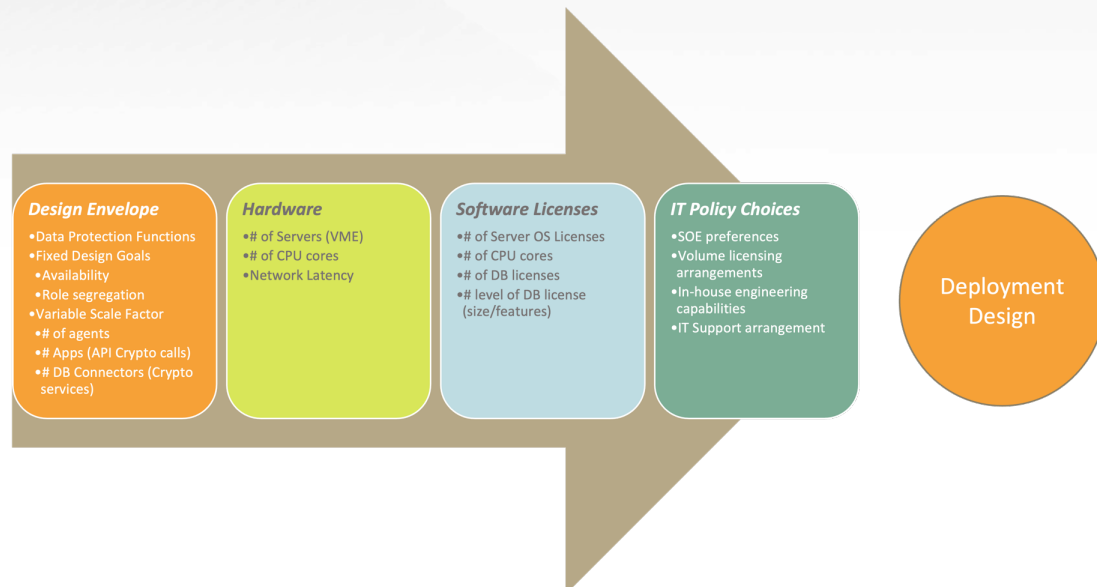 Design Envelope
•Data Protection Functions
•Fixed Design Goals
•Availability
•Role segregation
•Variable Scale Factor
•# of agents
•# Apps (API Crypto calls)
•# DB Connectors (Crypto
services)
Hardware
•# of Servers (VME)
•# of CPU cores
•Network Latency
Software Licenses
•# of Server OS Licenses
•# of CPU cores
•# of DB licenses
•# level of DB license
(size/features)
IT Policy Choices
•SOE preferences
•Volume licensing
arrangements
•In-house engineering
capabilities
•IT Support arrangement
Deployment
Design